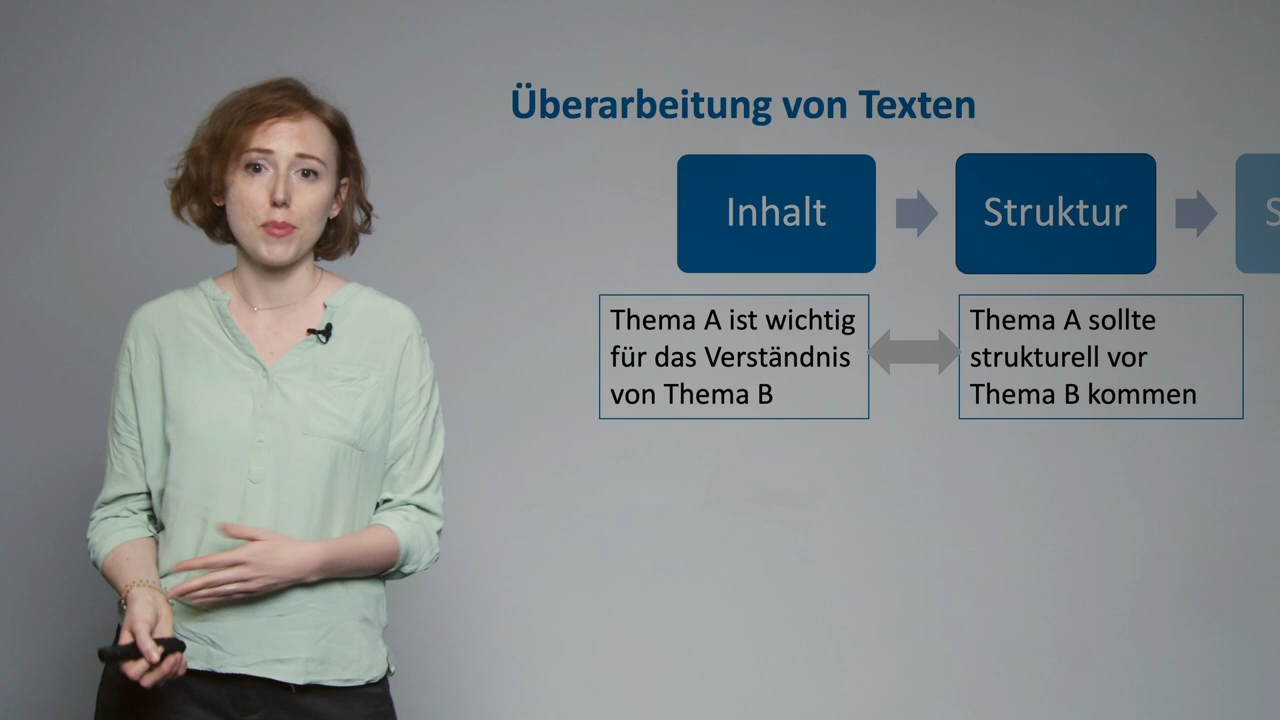 Überarbeitung von Texten
Inhalt
Struktur
S
Thema A ist wichtig
für das Verständnis
von Thema B
Thema A sollte
strukturell vor
Thema B kommen